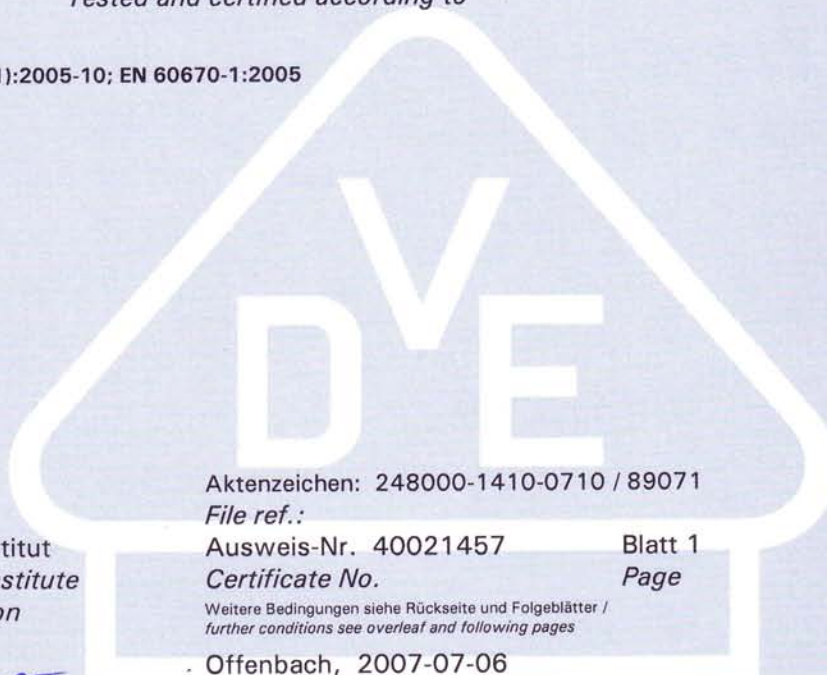 Tested and certified according to
1):2005-10; EN 60670-1:2005
V
D E
Aktenzeichen: 248000-1410-0710 / 89071
File ref.:
titut Ausweis-Nr. 40021457 Blatt 1
stitute Certificate No. Page
on Weitere Bedingungen siehe Rückseite und Folgeblätter /
further conditions see overleaf and following pages
Offenbach, 2007-07-06